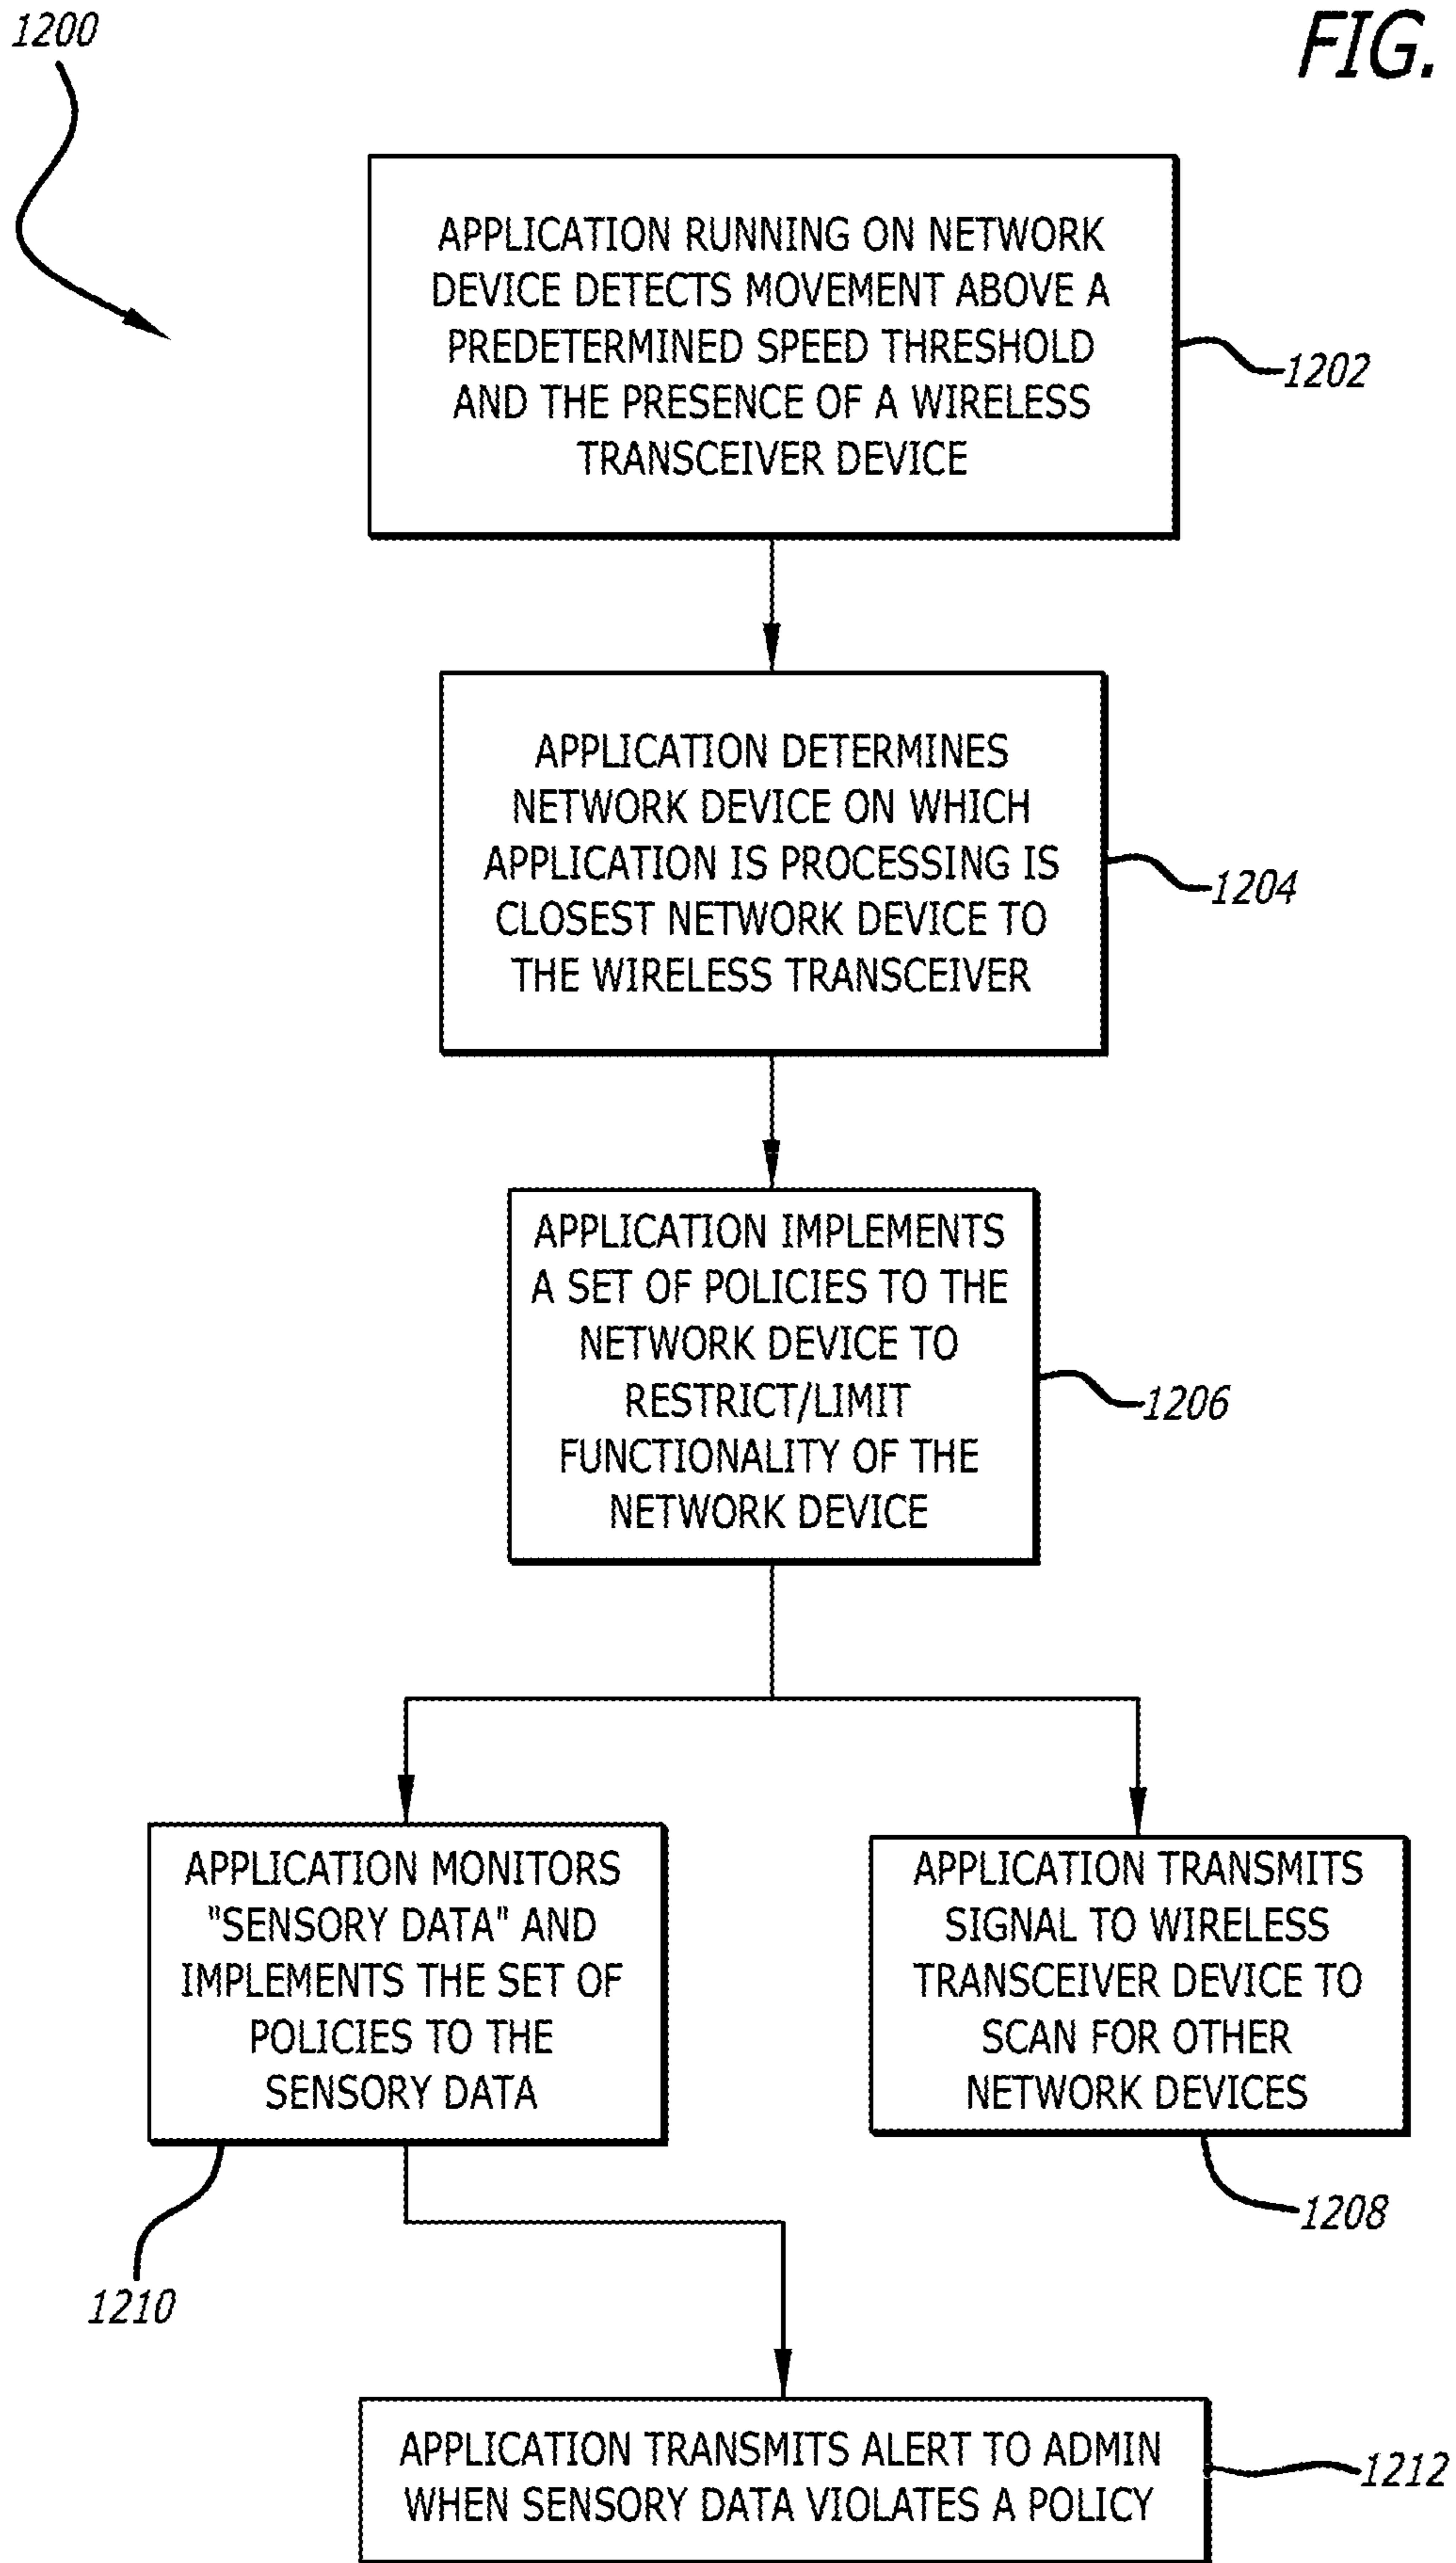 1200
FIG.
APPLICATION RUNNING ON NETWORK
DEVICE DETECTS MOVEMENT ABOVE A
PREDETERMINED SPEED THRESHOLD
AND THE PRESENCE OF A WIRELESS
TRANSCEIVER DEVICE
1202
APPLICATION DETERMINES
NETWORK DEVICE ON WHICH
APPLICATION IS PROCESSING IS
CLOSEST NETWORK DEVICE TO
THE WIRELESS TRANSCEIVER
1204
APPLICATION IMPLEMENTS
A SET OF POLICIES TO THE
NETWORK DEVICE TO
RESTRICT/LIMIT
FUNCTIONALITY OF THE
NETWORK DEVICE
1206
APPLICATION MONITORS
"SENSORY DATA" AND
IMPLEMENTS THE SET OF
POLICIES TO THE
SENSORY DATA
1210
APPLICATION TRANSMITS
SIGNAL TO WIRELESS
TRANSCEIVER DEVICE TO
SCAN FOR OTHER
NETWORK DEVICES
1208
APPLICATION TRANSMITS ALERT TO ADMIN
WHEN SENSORY DATA VIOLATES A POLICY
1212